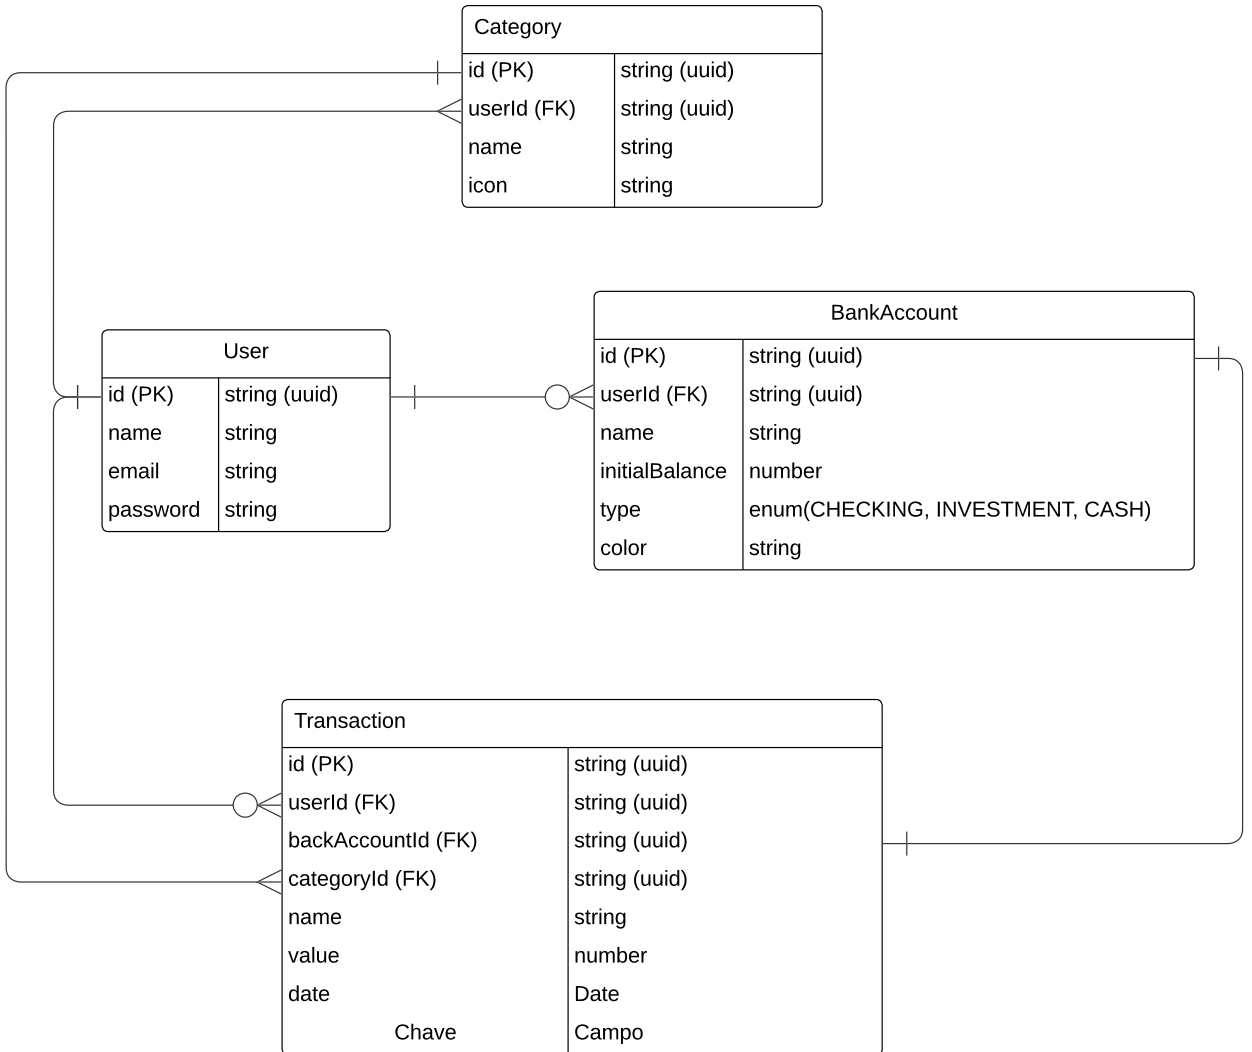 Category
id (PK) string (uuid)
userId (FK) string (uuid)
name string
icon string
User
id (PK) string (uuid)
name string
email string
password string
BankAccount
id (PK) string (uuid)
userId (FK) string (uuid)
name string
initialBalance number
type enum(CHECKING, INVESTMENT, CASH)
color string
Transaction
id (PK) string (uuid)
userId (FK) string (uuid)
backAccountId (FK) string (uuid)
categoryId (FK) string (uuid)
name string
value number
date Date
Chave Campo